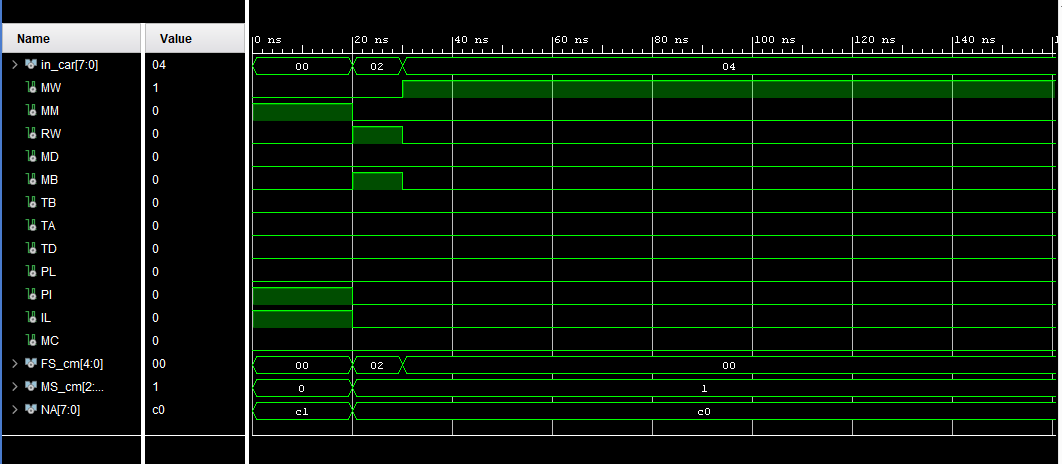 Name Value 0 ns 20 ns 40 ns 60 ns 80 ns 100 ns 120 ns 140 ns
in_car[7:0] 04 00 02 04
MW 1
MM 0
RW 0
MD 0
MB 0
TB 0
TA 0
TD 0
PL 0
PI 0
IL 0
MC 0
FS_cm[4:0] 00 00 02 00
MS_cm[2:... 1 0 1
NA[7:0] c0 c1 c0